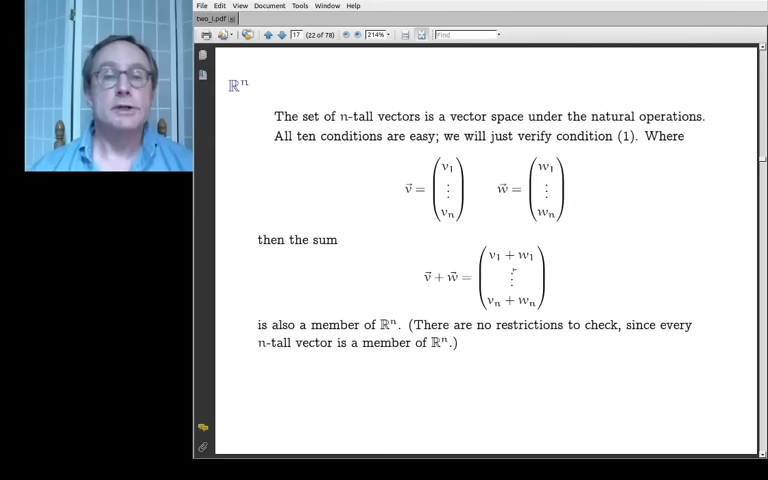 File Edit View Document Tools Window Help
two_i.pdf
17 (22 of 78) 214% Find
ℝⁿ
The set of n-tall vectors is a vector space under the natural operations.
All ten conditions are easy; we will just verify condition (1). Where
v⃗ = (v₁ ⋮ vₙ) w⃗ = (w₁ ⋮ wₙ)
then the sum
v⃗ + w⃗ = (v₁ + w₁ ⋮ vₙ + wₙ)
is also a member of ℝⁿ. (There are no restrictions to check, since every
n-tall vector is a member of ℝⁿ.)